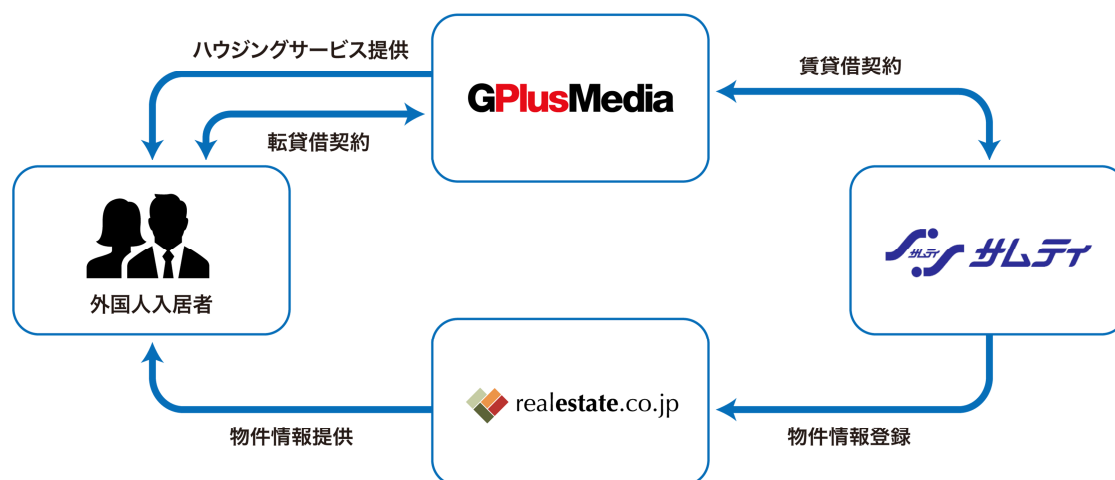 ハウジングサービス提供
GPlusMedia
賃貸借契約
転貸借契約
外国人入居者
サムティ サムティ
realestate.co.jp
物件情報提供
物件情報登録